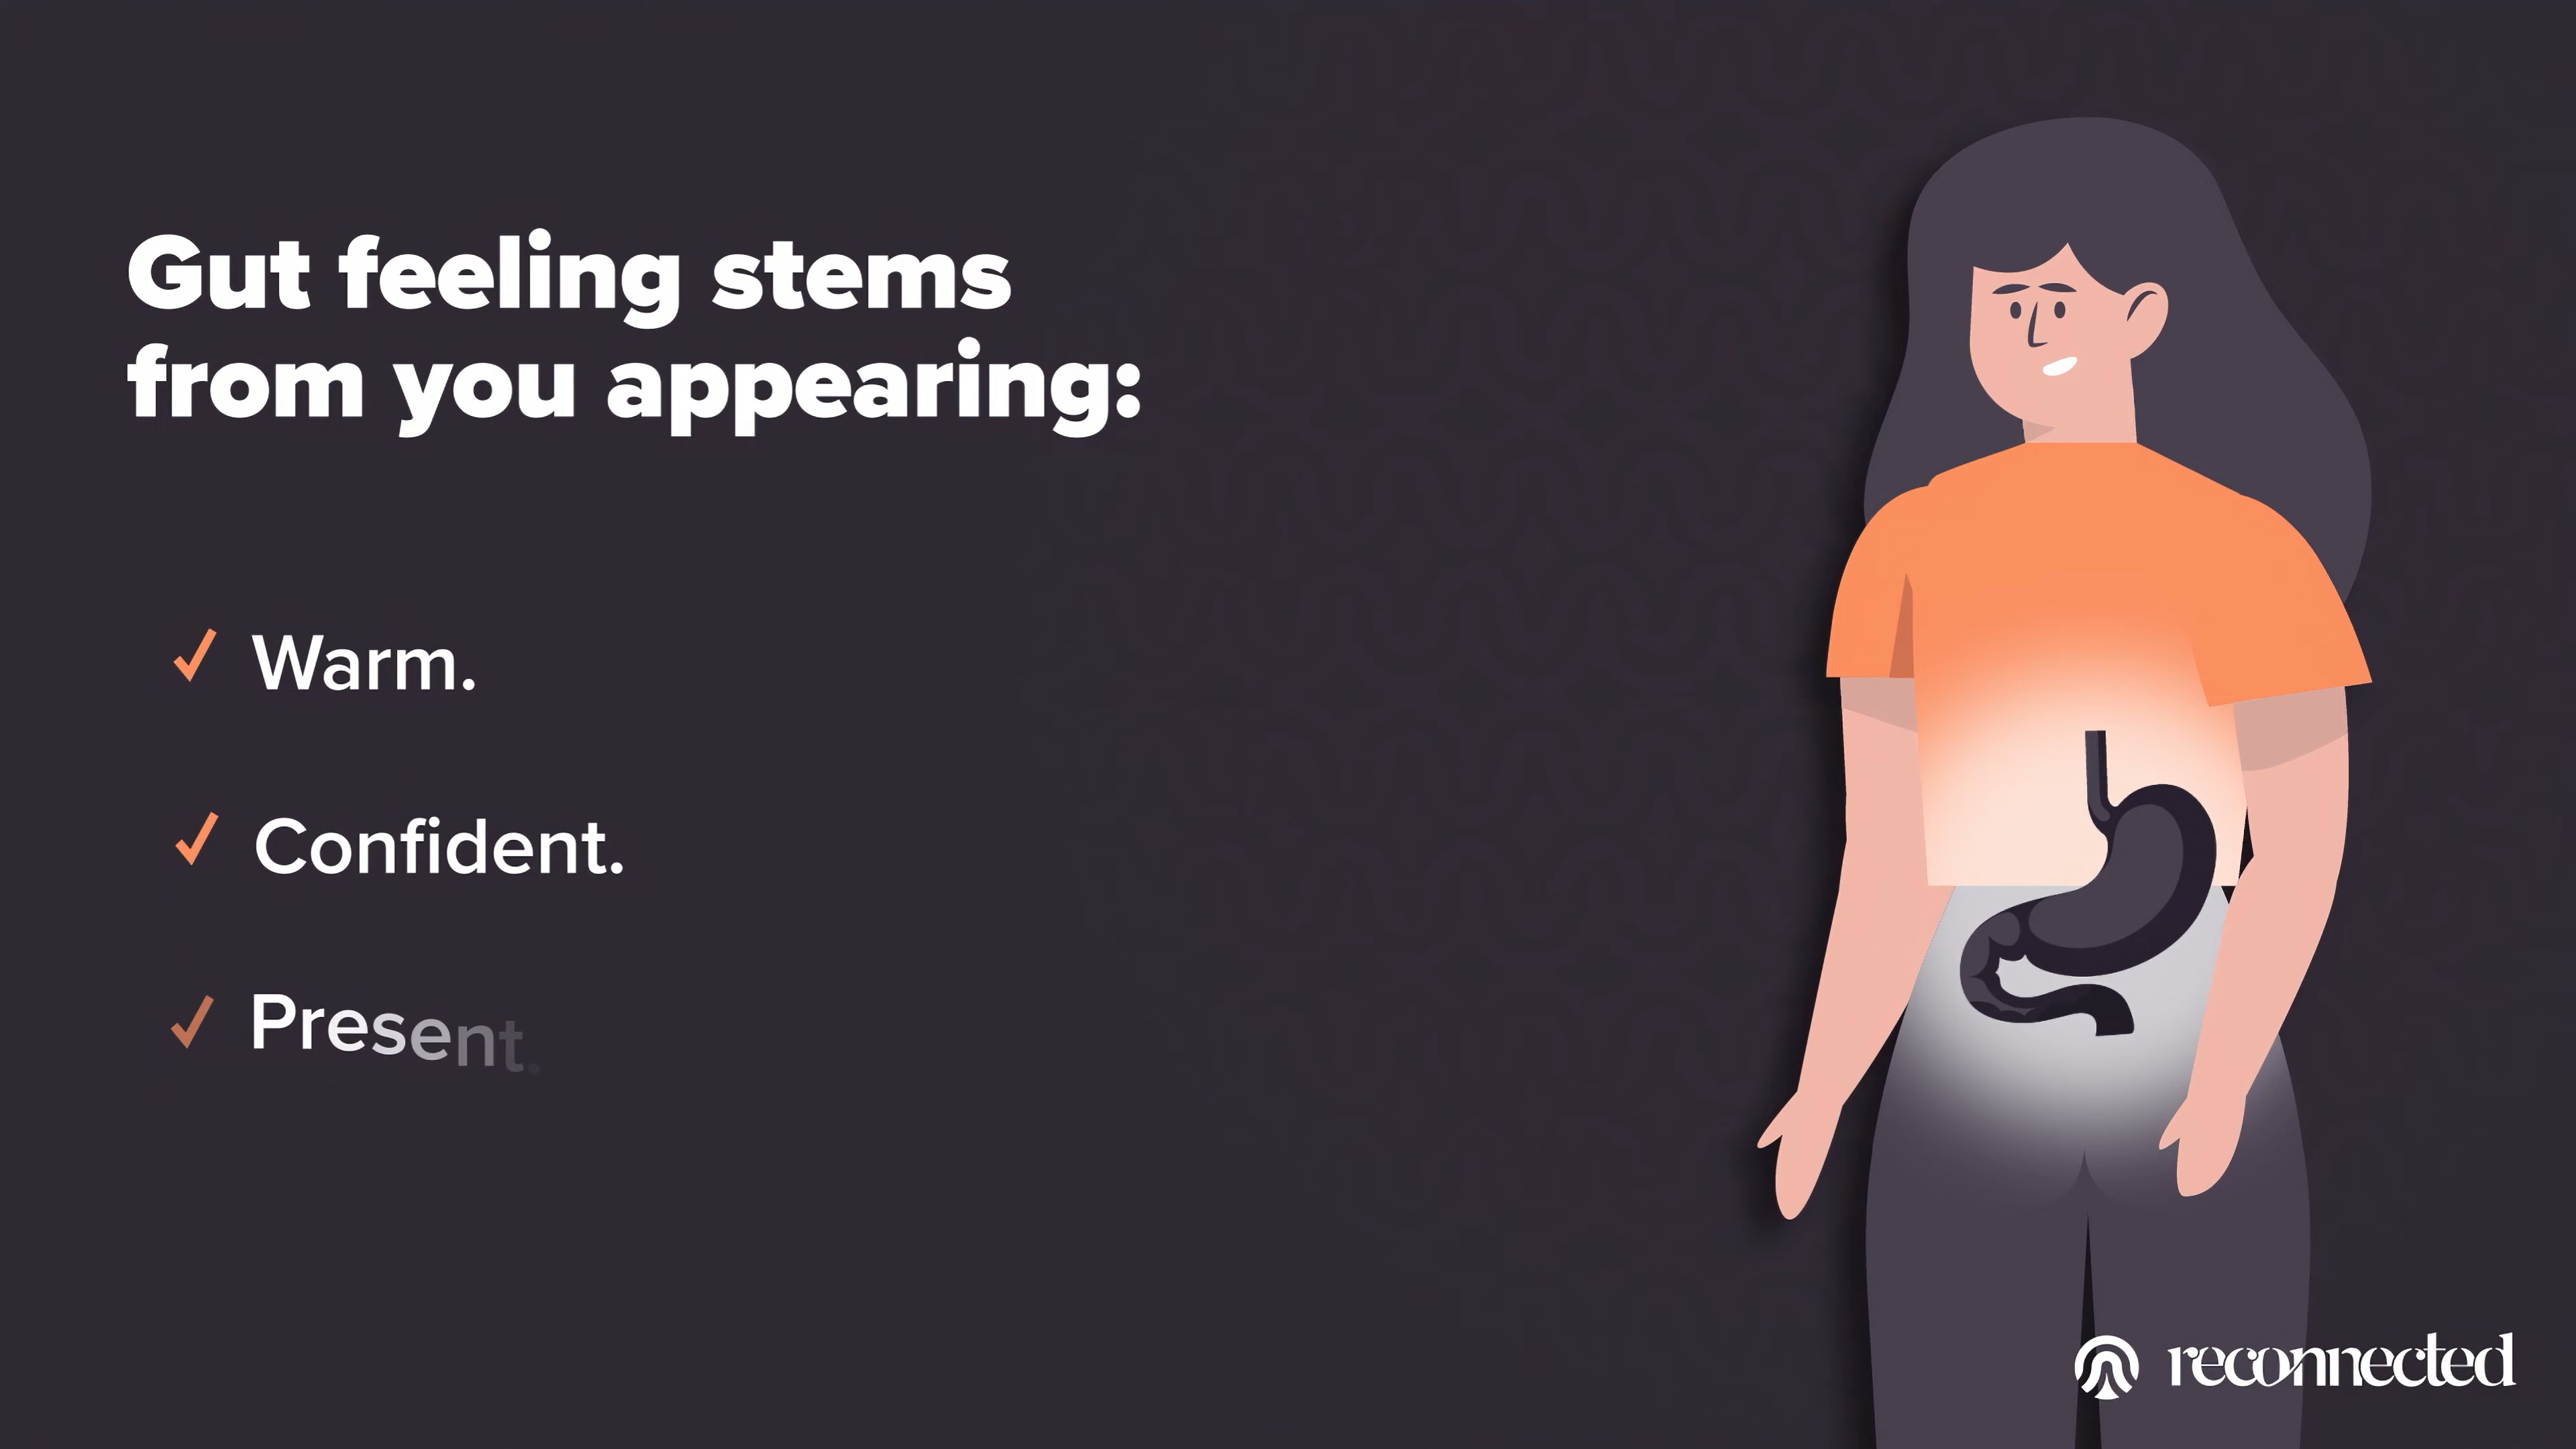 Gut feeling stems
from you appearing:
Warm.
Confident.
Present.
reconnected